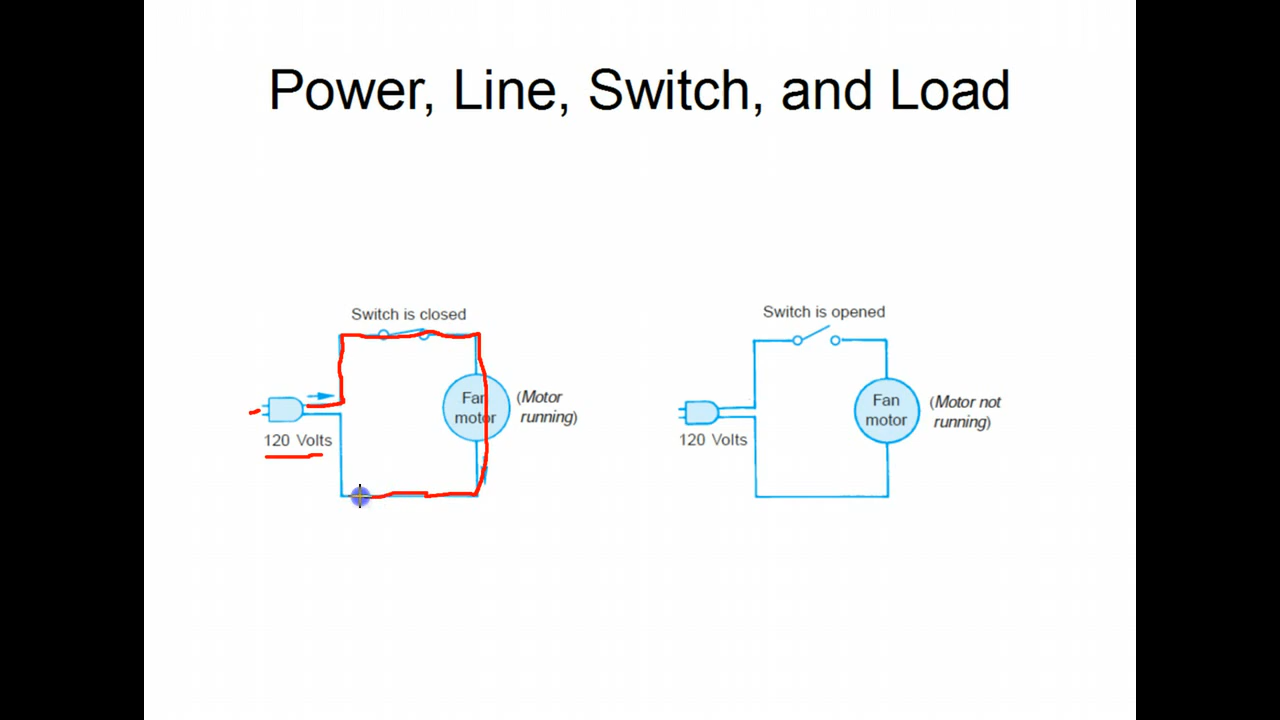 Power, Line, Switch, and Load
Switch is closed
Fan
motor
(Motor
running)
120 Volts
Switch is opened
Fan
motor
(Motor not
running)
120 Volts